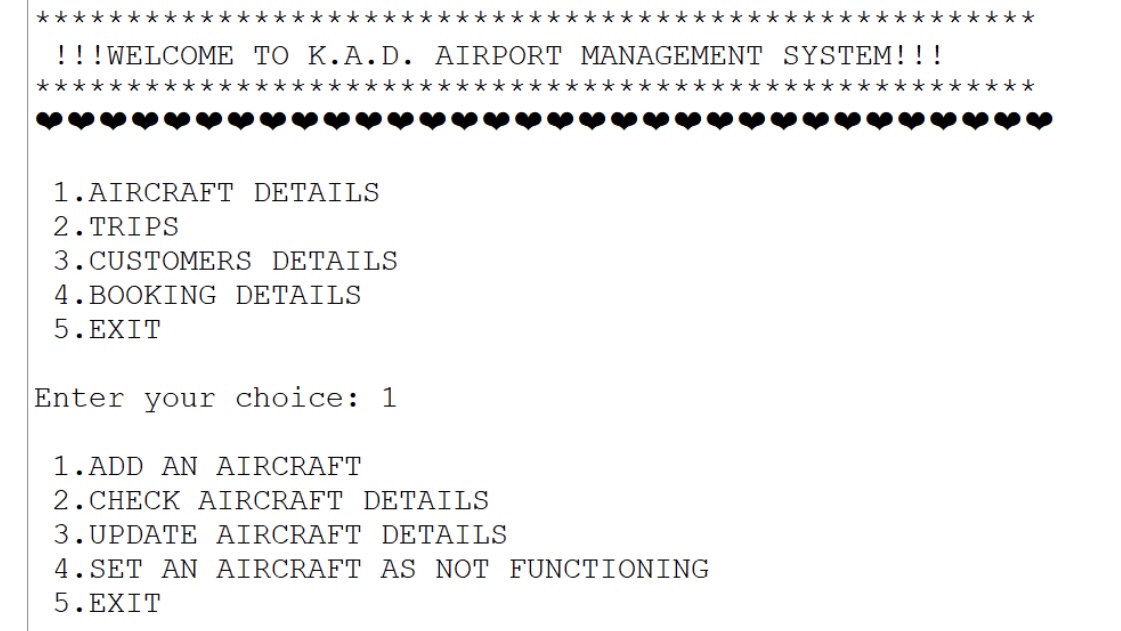 *******************************************************
!!!WELCOME TO K.A.D. AIRPORT MANAGEMENT SYSTEM!!!
*******************************************************
❤❤❤❤❤❤❤❤❤❤❤❤❤❤❤❤❤❤❤❤❤❤❤❤❤❤❤❤❤❤❤❤
1.AIRCRAFT DETAILS
2.TRIPS
3.CUSTOMERS DETAILS
4.BOOKING DETAILS
5.EXIT
Enter your choice: 1
1.ADD AN AIRCRAFT
2.CHECK AIRCRAFT DETAILS
3.UPDATE AIRCRAFT DETAILS
4.SET AN AIRCRAFT AS NOT FUNCTIONING
5.EXIT